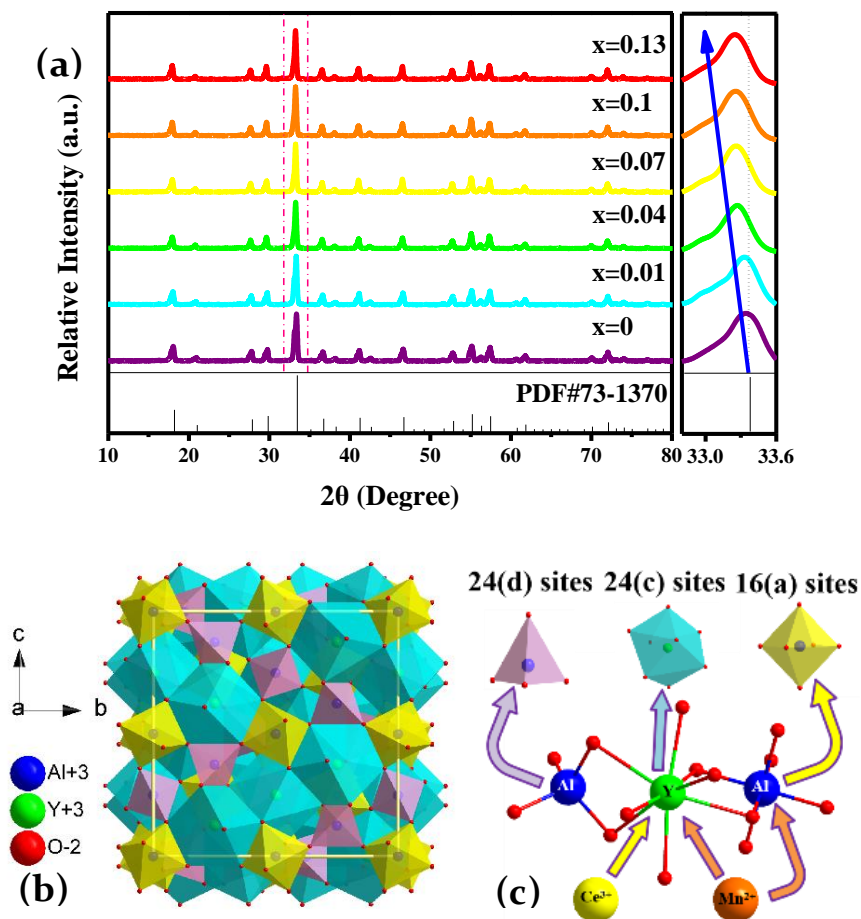 (a)
Relative Intensity (a.u.)
x=0.13
x=0.1
x=0.07
x=0.04
x=0.01
x=0
PDF#73-1370
10 20 30 40 50 60 70 80
33.0 33.6
2θ (Degree)
24(d) sites 24(c) sites 16(a) sites
c
a b
Al+3
Y+3
O-2
(b)
Al Y Al
Ce³⁺ Mn²⁺
(c)